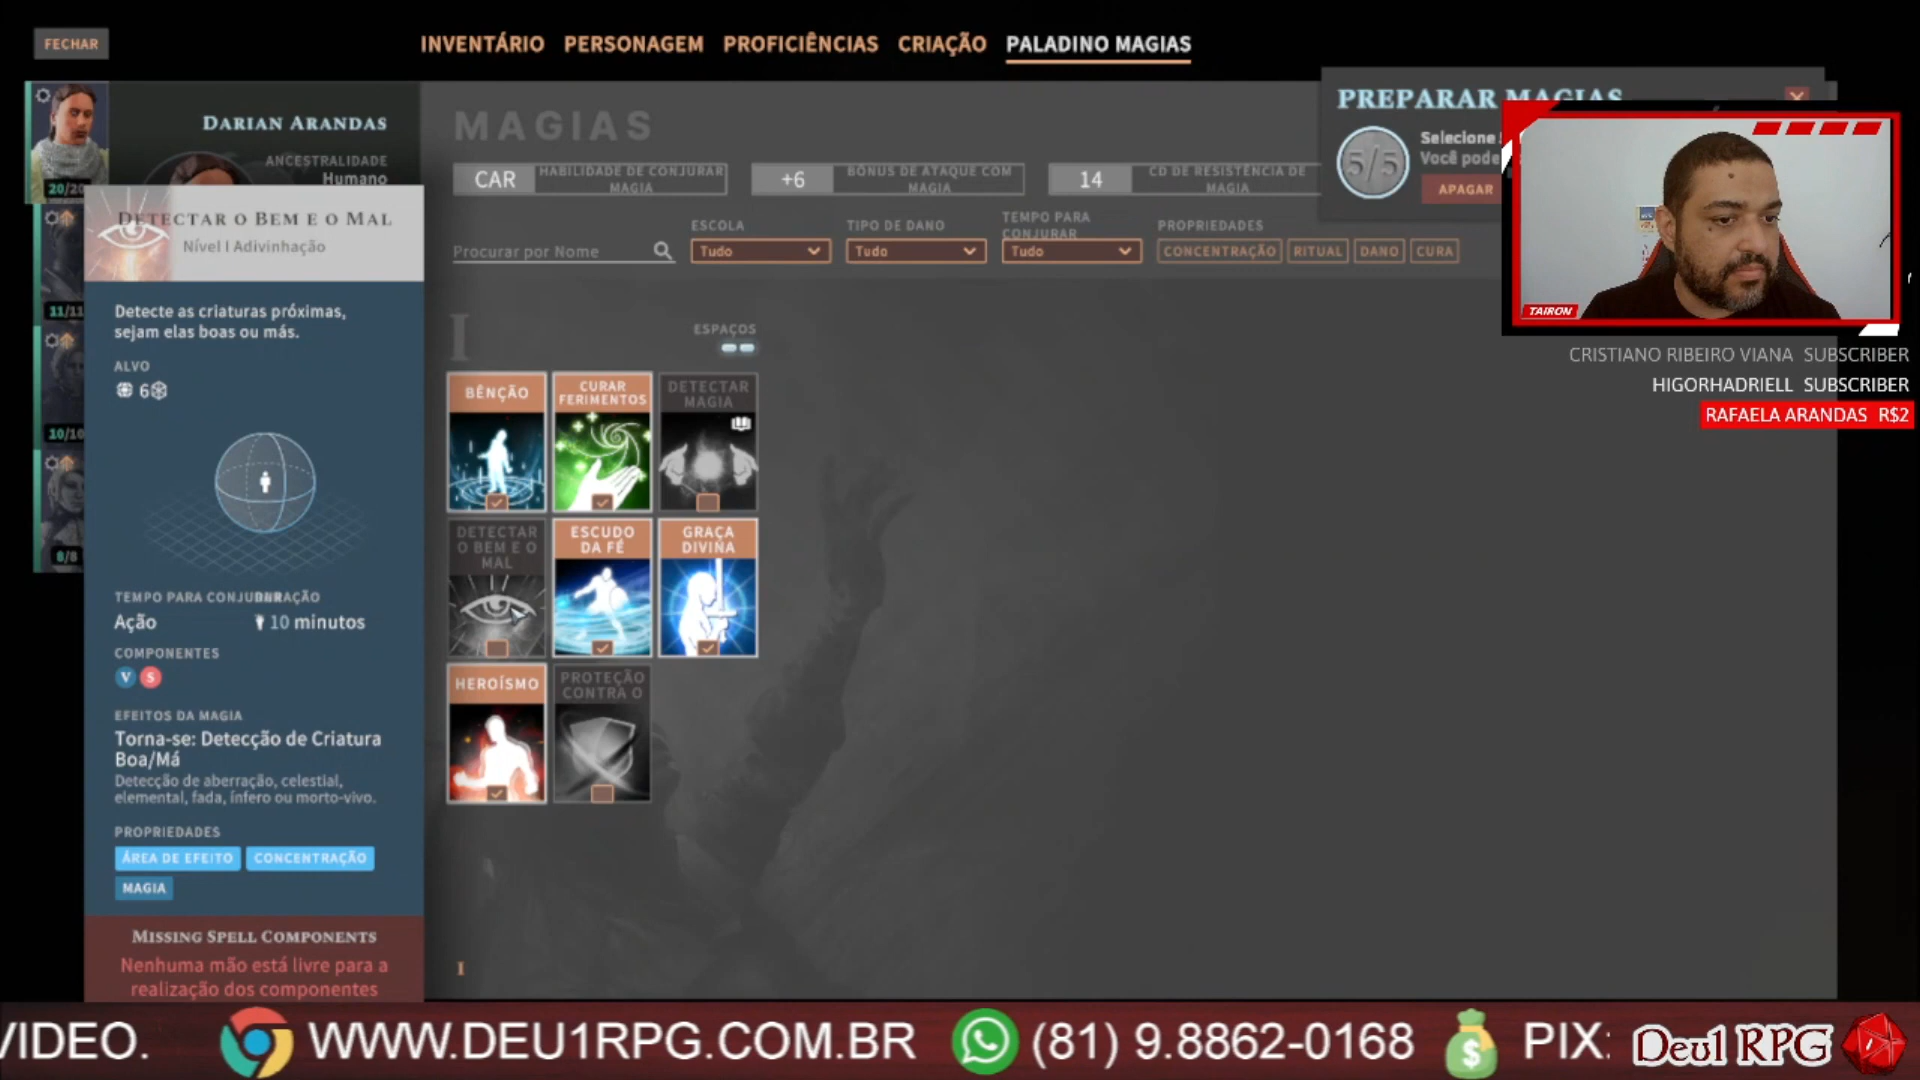 FECHAR
INVENTÁRIO PERSONAGEM PROFICIÊNCIAS CRIAÇÃO PALADINO MAGIAS
DARIAN ARANDAS
ANCESTRALIDADE
Humano
20/20
11/11
10/10
8/8
DETECTAR O BEM E O MAL
Nível I Adivinhação
Detecte as criaturas próximas,
sejam elas boas ou más.
ALVO
6
TEMPO PARA CONJURAR DURAÇÃO
Ação 10 minutos
COMPONENTES
V S
EFEITOS DA MAGIA
Torna-se: Detecção de Criatura
Boa/Má
Detecção de aberração, celestial,
elemental, fada, ínfero ou morto-vivo.
PROPRIEDADES
ÁREA DE EFEITO CONCENTRAÇÃO
MAGIA
MISSING SPELL COMPONENTS
Nenhuma mão está livre para a
realização dos componentes
MAGIAS
CAR HABILIDADE DE CONJURAR
MAGIA
+6 BÔNUS DE ATAQUE COM
MAGIA
14 CD DE RESISTÊNCIA DE
MAGIA
Procurar por Nome
ESCOLA
Tudo
TIPO DE DANO
Tudo
TEMPO PARA
CONJURAR
Tudo
PROPRIEDADES
CONCENTRAÇÃO RITUAL DANO CURA
PREPARAR MAGIAS
5/5
Selecione
Você pode
APAGAR
I
ESPAÇOS
BÊNÇÃO
CURAR
FERIMENTOS
DETECTAR
MAGIA
DETECTAR
O BEM E O
MAL
ESCUDO
DA FÉ
GRAÇA
DIVINA
HEROÍSMO
PROTEÇÃO
CONTRA O
I
TAIRON
CRISTIANO RIBEIRO VIANA SUBSCRIBER
HIGORHADRIELL SUBSCRIBER
RAFAELA ARANDAS R$2
VIDEO. WWW.DEU1RPG.COM.BR (81) 9.8862-0168 PIX: Deu1 RPG